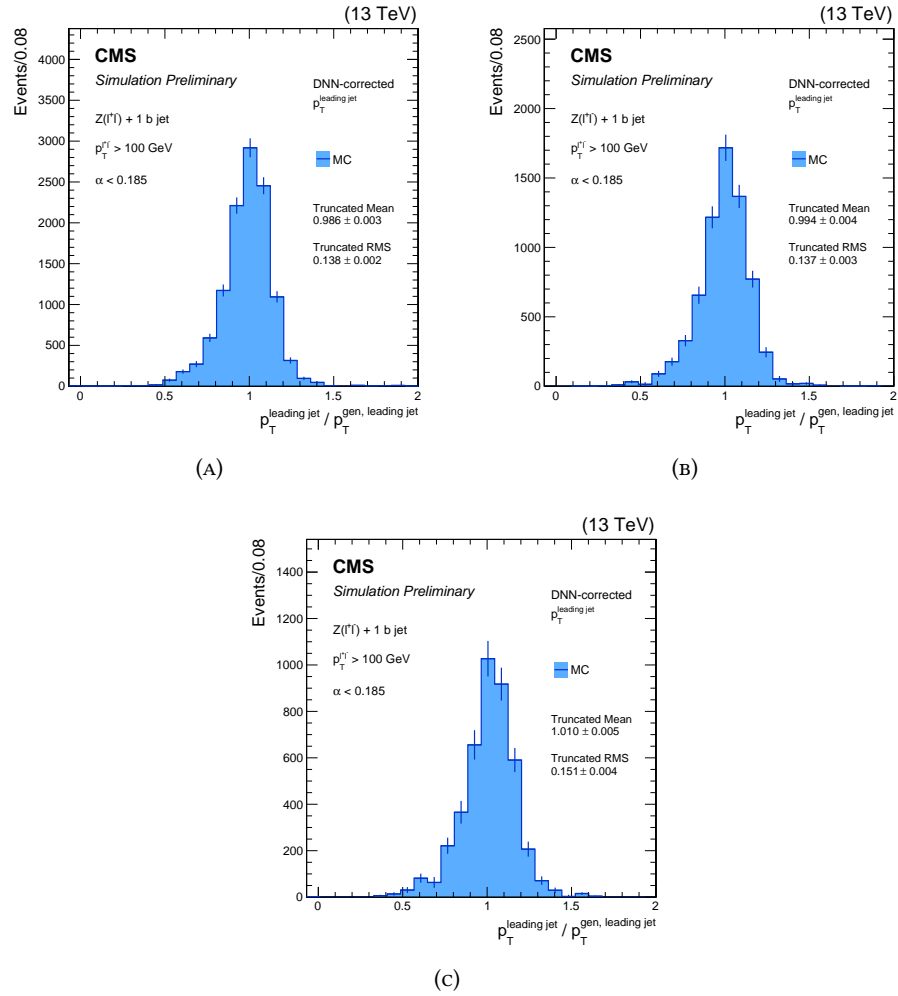 (13 TeV)
Events/0.08
4000
3500
3000
2500
2000
1500
1000
500
0
CMS
Simulation Preliminary
Z(l⁺l⁻) + 1 b jet
p_T^{l⁺l⁻} > 100 GeV
α < 0.185
DNN-corrected
p_T^{leading jet}
MC
Truncated Mean
0.986 ± 0.003
Truncated RMS
0.138 ± 0.002
0 0.5 1 1.5 2
p_T^{leading jet} / p_T^{gen, leading jet}
(A)
(13 TeV)
Events/0.08
2500
2000
1500
1000
500
0
CMS
Simulation Preliminary
Z(l⁺l⁻) + 1 b jet
p_T^{l⁺l⁻} > 100 GeV
α < 0.185
DNN-corrected
p_T^{leading jet}
MC
Truncated Mean
0.994 ± 0.004
Truncated RMS
0.137 ± 0.003
0 0.5 1 1.5 2
p_T^{leading jet} / p_T^{gen, leading jet}
(B)
(13 TeV)
Events/0.08
1400
1200
1000
800
600
400
200
0
CMS
Simulation Preliminary
Z(l⁺l⁻) + 1 b jet
p_T^{l⁺l⁻} > 100 GeV
α < 0.185
DNN-corrected
p_T^{leading jet}
MC
Truncated Mean
1.010 ± 0.005
Truncated RMS
0.151 ± 0.004
0 0.5 1 1.5 2
p_T^{leading jet} / p_T^{gen, leading jet}
(C)